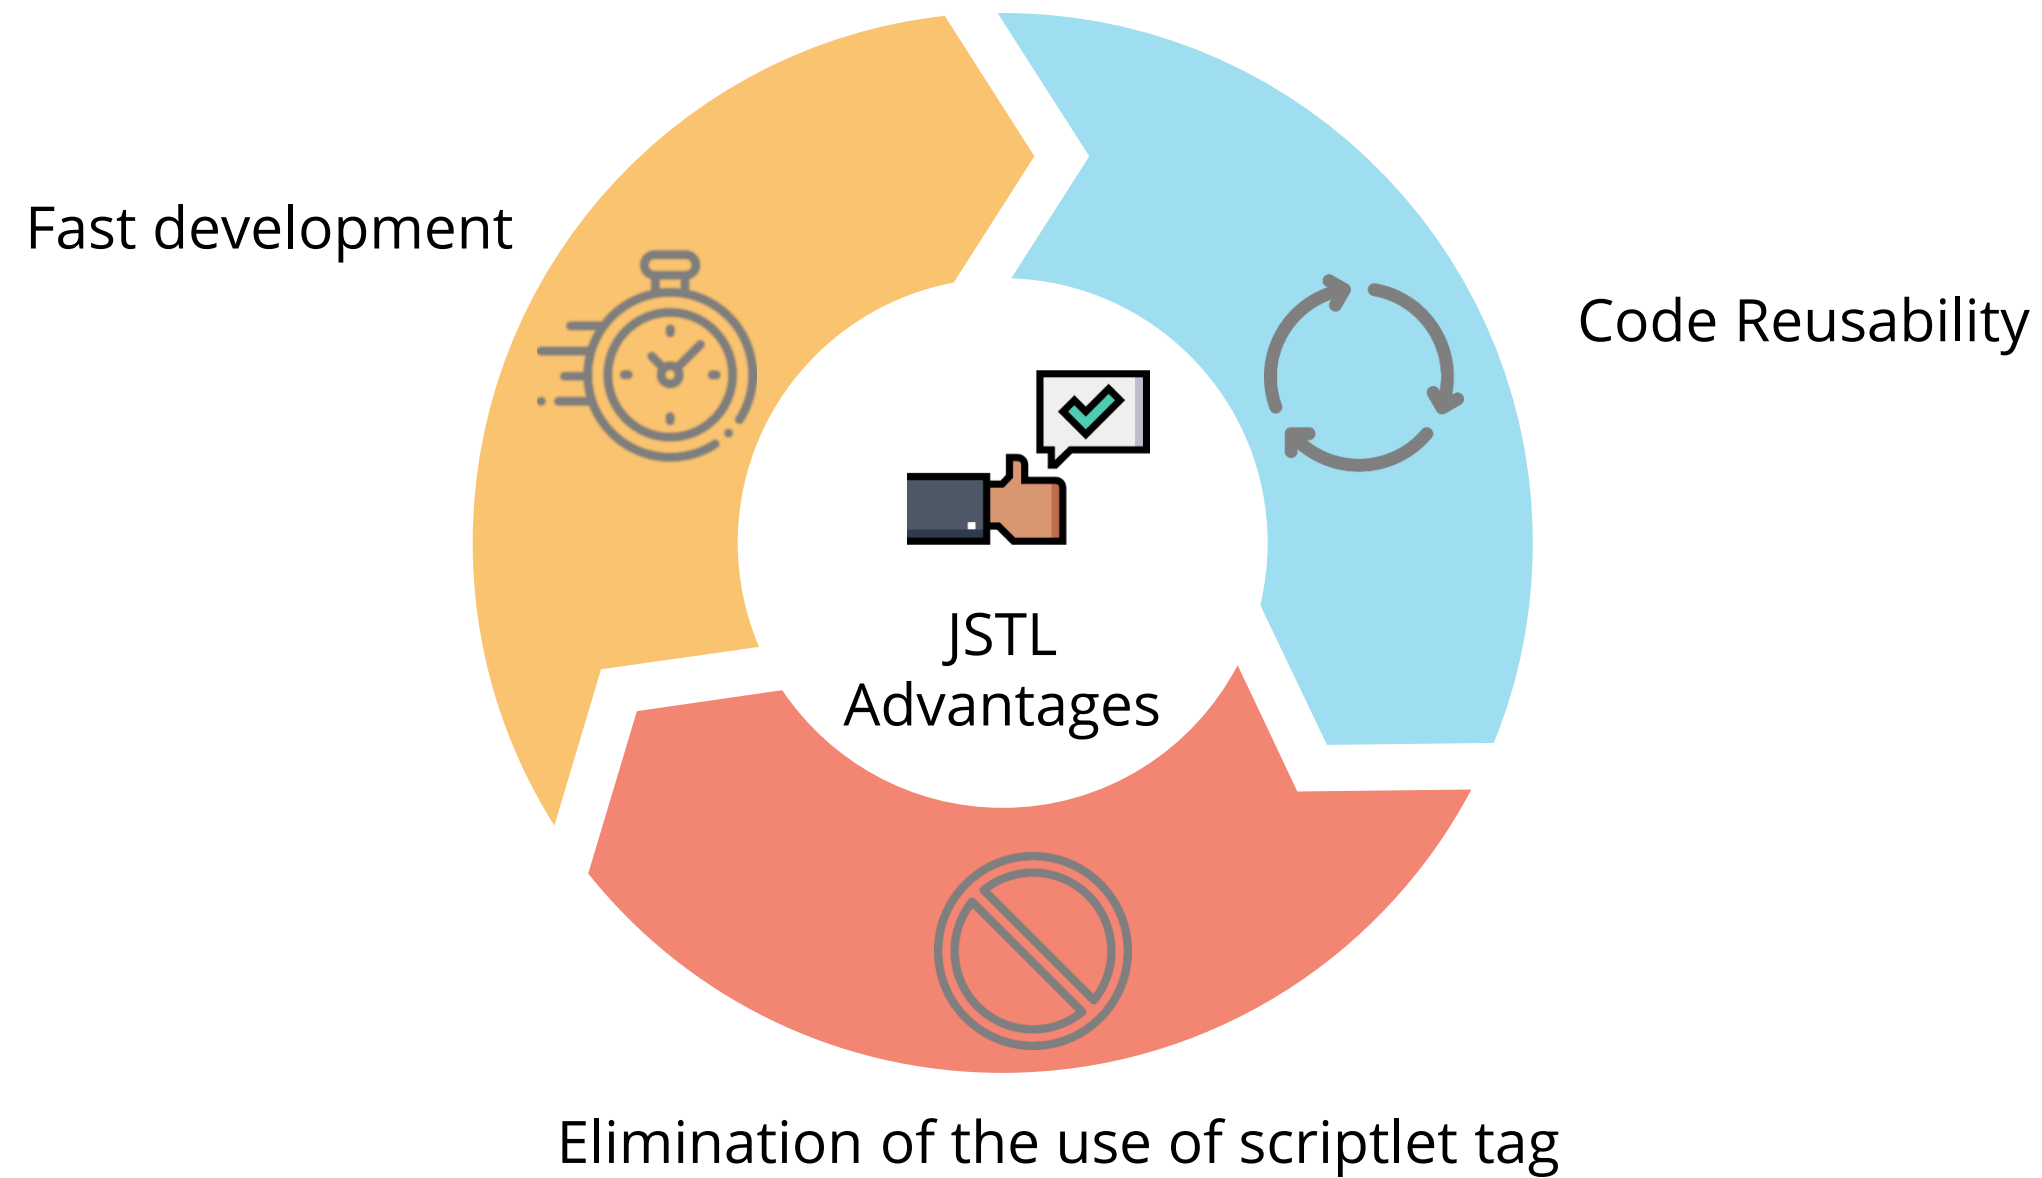 Fast development
Code Reusability
JSTL
Advantages
Elimination of the use of scriptlet tag